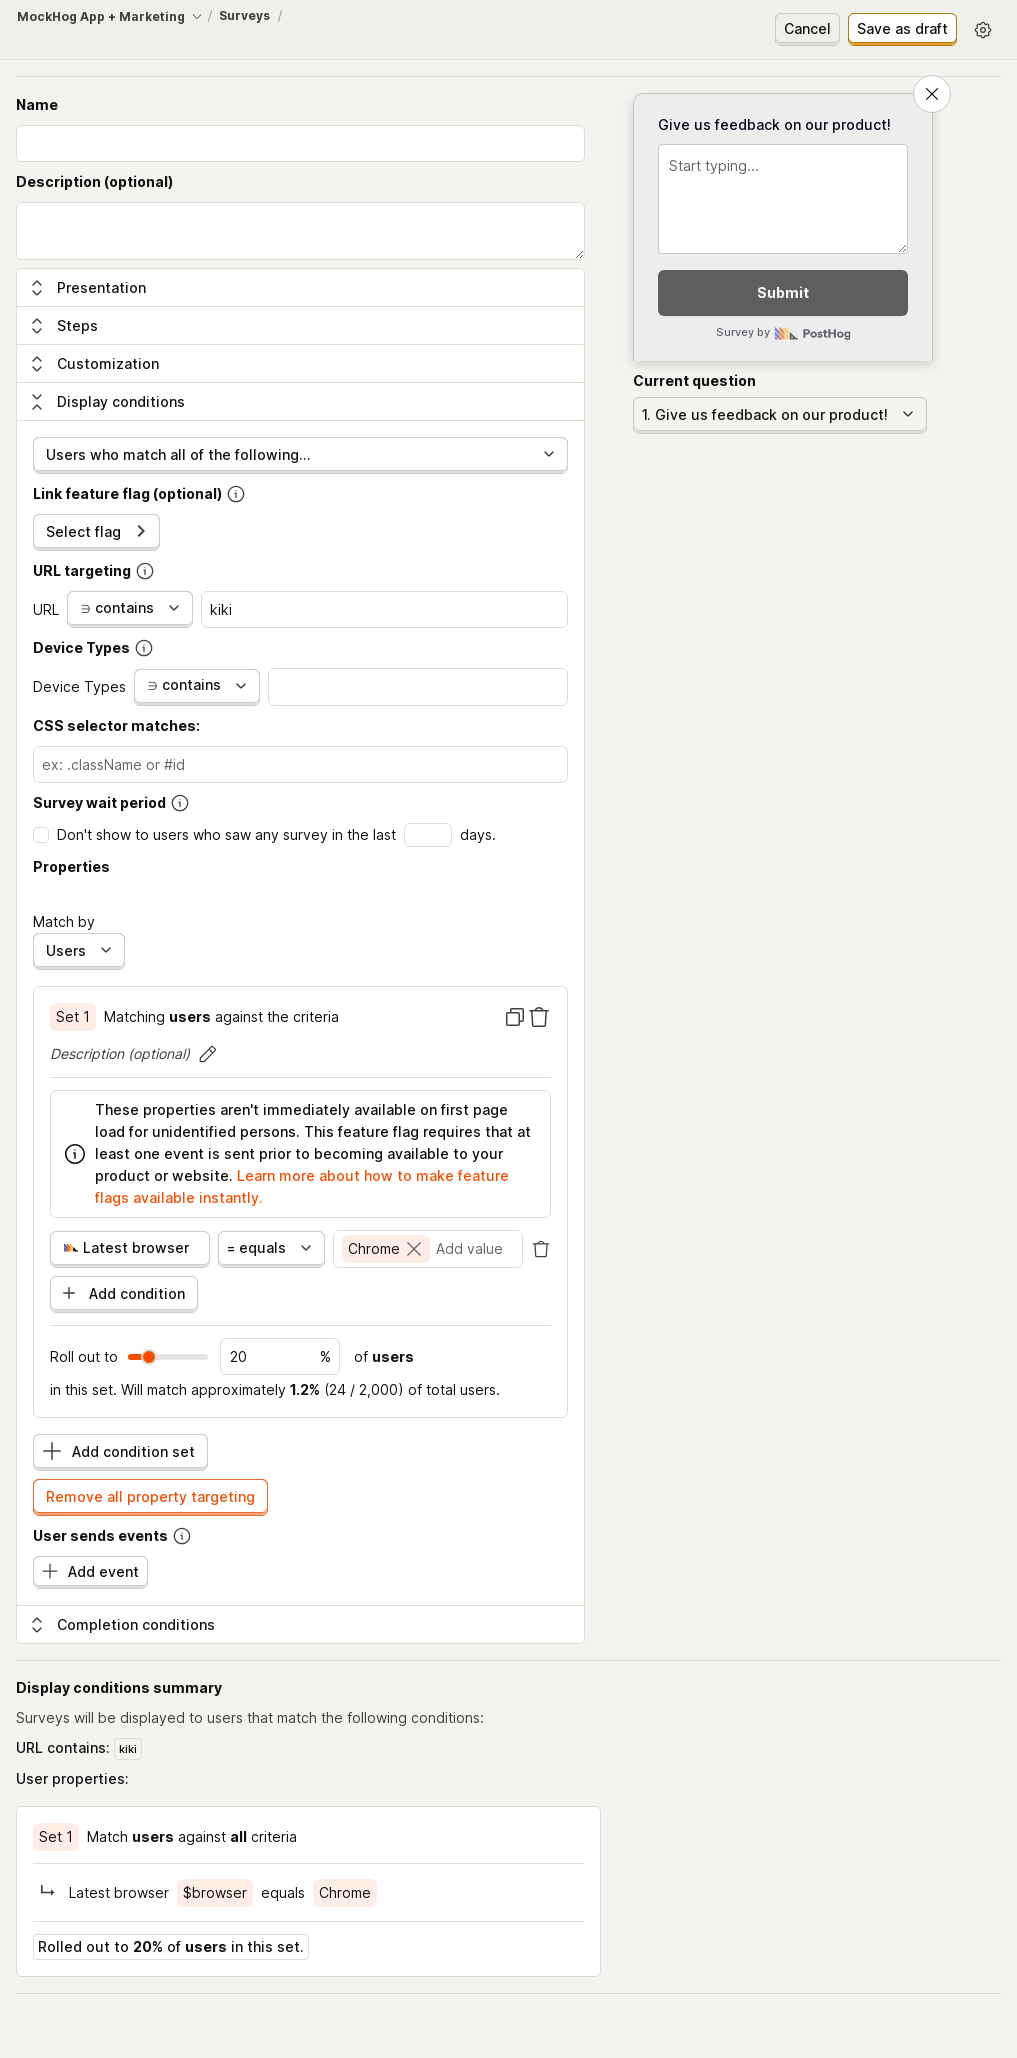 MockHog App + Marketing / Surveys /
Cancel
Save as draft
Name
Description (optional)
Presentation
Steps
Customization
Display conditions
Users who match all of the following...
Link feature flag (optional)
Select flag
URL targeting
URL ∋ contains kiki
Device Types
Device Types ∋ contains
CSS selector matches:
ex: .className or #id
Survey wait period
Don't show to users who saw any survey in the last days.
Properties
Match by
Users
Set 1 Matching users against the criteria
Description (optional)
These properties aren't immediately available on first page
load for unidentified persons. This feature flag requires that at
least one event is sent prior to becoming available to your
product or website. Learn more about how to make feature
flags available instantly.
Latest browser = equals Chrome Add value
Add condition
Roll out to 20 % of users
in this set. Will match approximately 1.2% (24 / 2,000) of total users.
Add condition set
Remove all property targeting
User sends events
Add event
Completion conditions
Give us feedback on our product!
Start typing...
Submit
Survey by PostHog
Current question
1. Give us feedback on our product!
Display conditions summary
Surveys will be displayed to users that match the following conditions:
URL contains: kiki
User properties:
Set 1 Match users against all criteria
Latest browser $browser equals Chrome
Rolled out to 20% of users in this set.